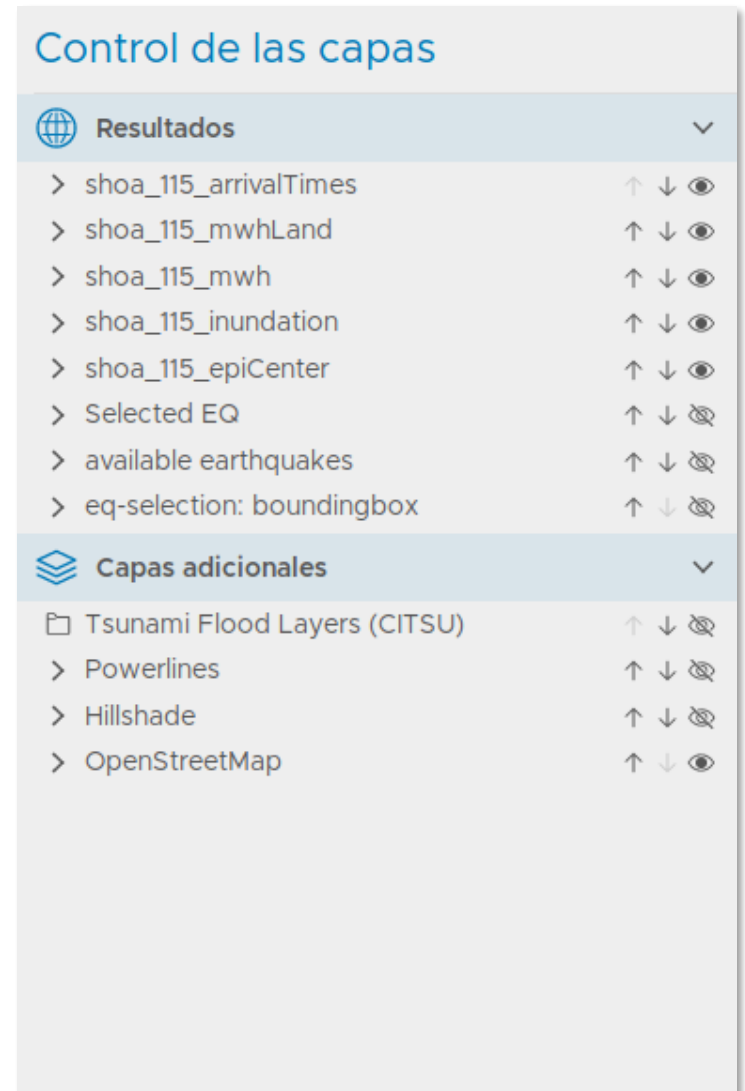 Control de las capas
Resultados
shoa_115_arrivalTimes
shoa_115_mwhLand
shoa_115_mwh
shoa_115_inundation
shoa_115_epiCenter
Selected EQ
available earthquakes
eq-selection: boundingbox
Capas adicionales
Tsunami Flood Layers (CITSU)
Powerlines
Hillshade
OpenStreetMap